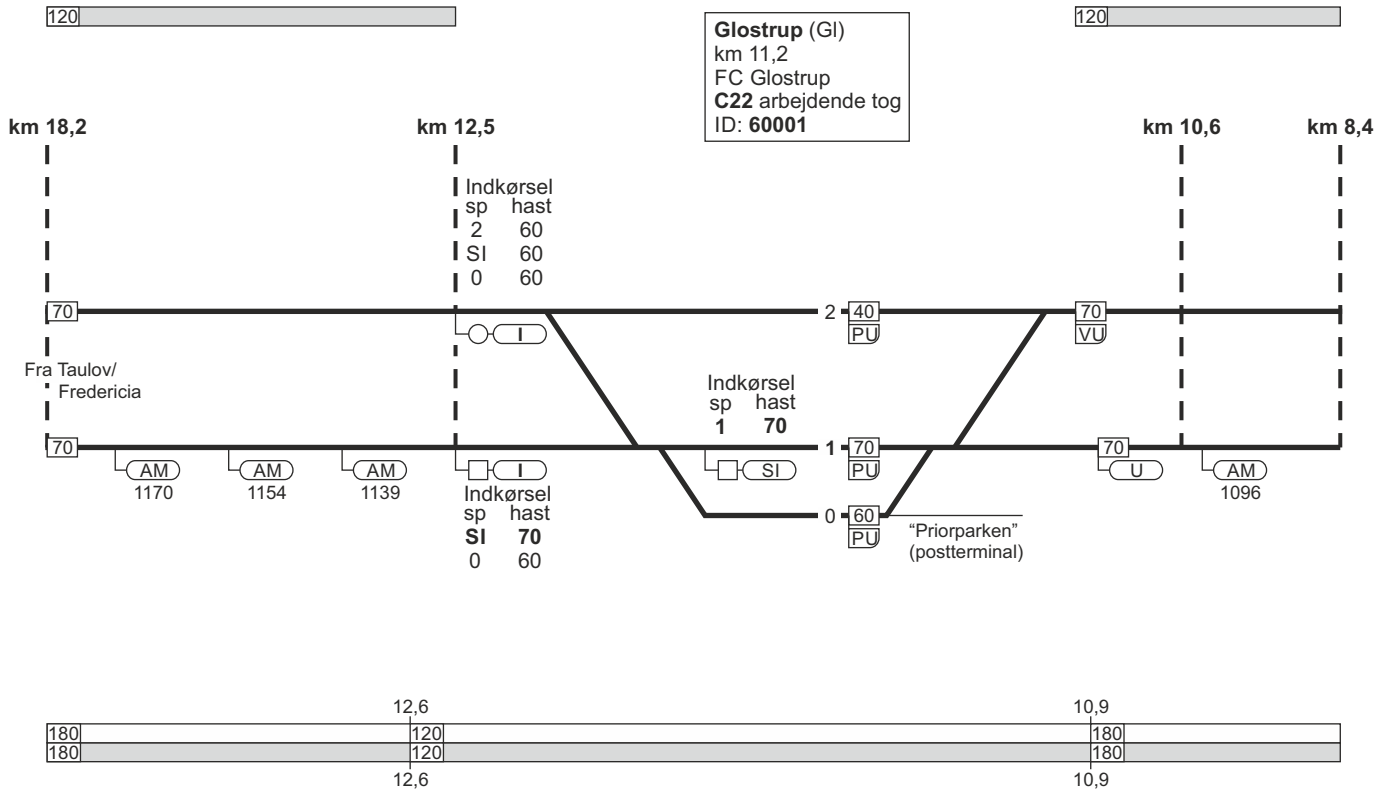 120
120
Glostrup (Gl)
km 11,2
FC Glostrup
C22 arbejdende tog
ID: 60001
km 18,2
km 12,5
km 10,6
km 8,4
Indkørsel
sp hast
2 60
SI 60
0 60
70
2 40
70
I
PU
VU
Fra Taulov/
Fredericia
Indkørsel
sp hast
1 70
70
1 70
70
AM
AM
AM
I
SI
PU
U
AM
1170
1154
1139
1096
Indkørsel
sp hast
SI 70
0 60
0 60
PU
“Priorparken”
(postterminal)
12,6
10,9
180
120
180
180
120
180
12,6
10,9